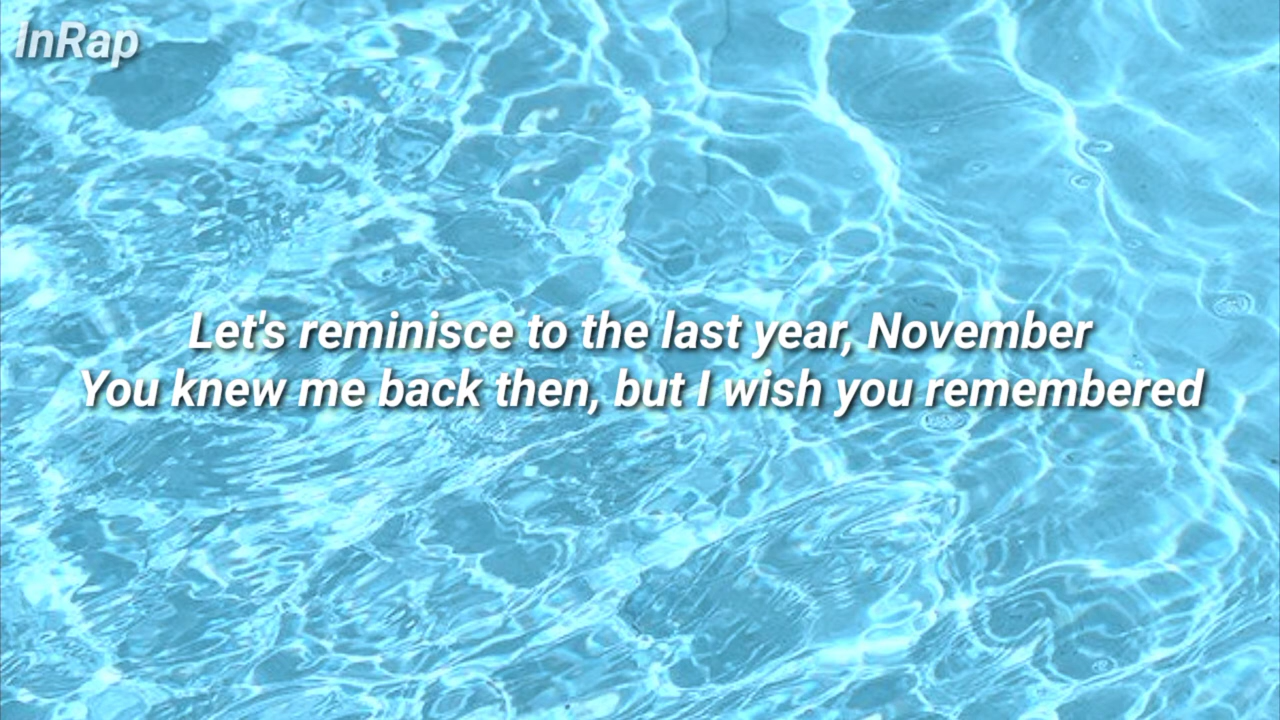 InRap
Let's reminisce to the last year, November
You knew me back then, but I wish you remembered